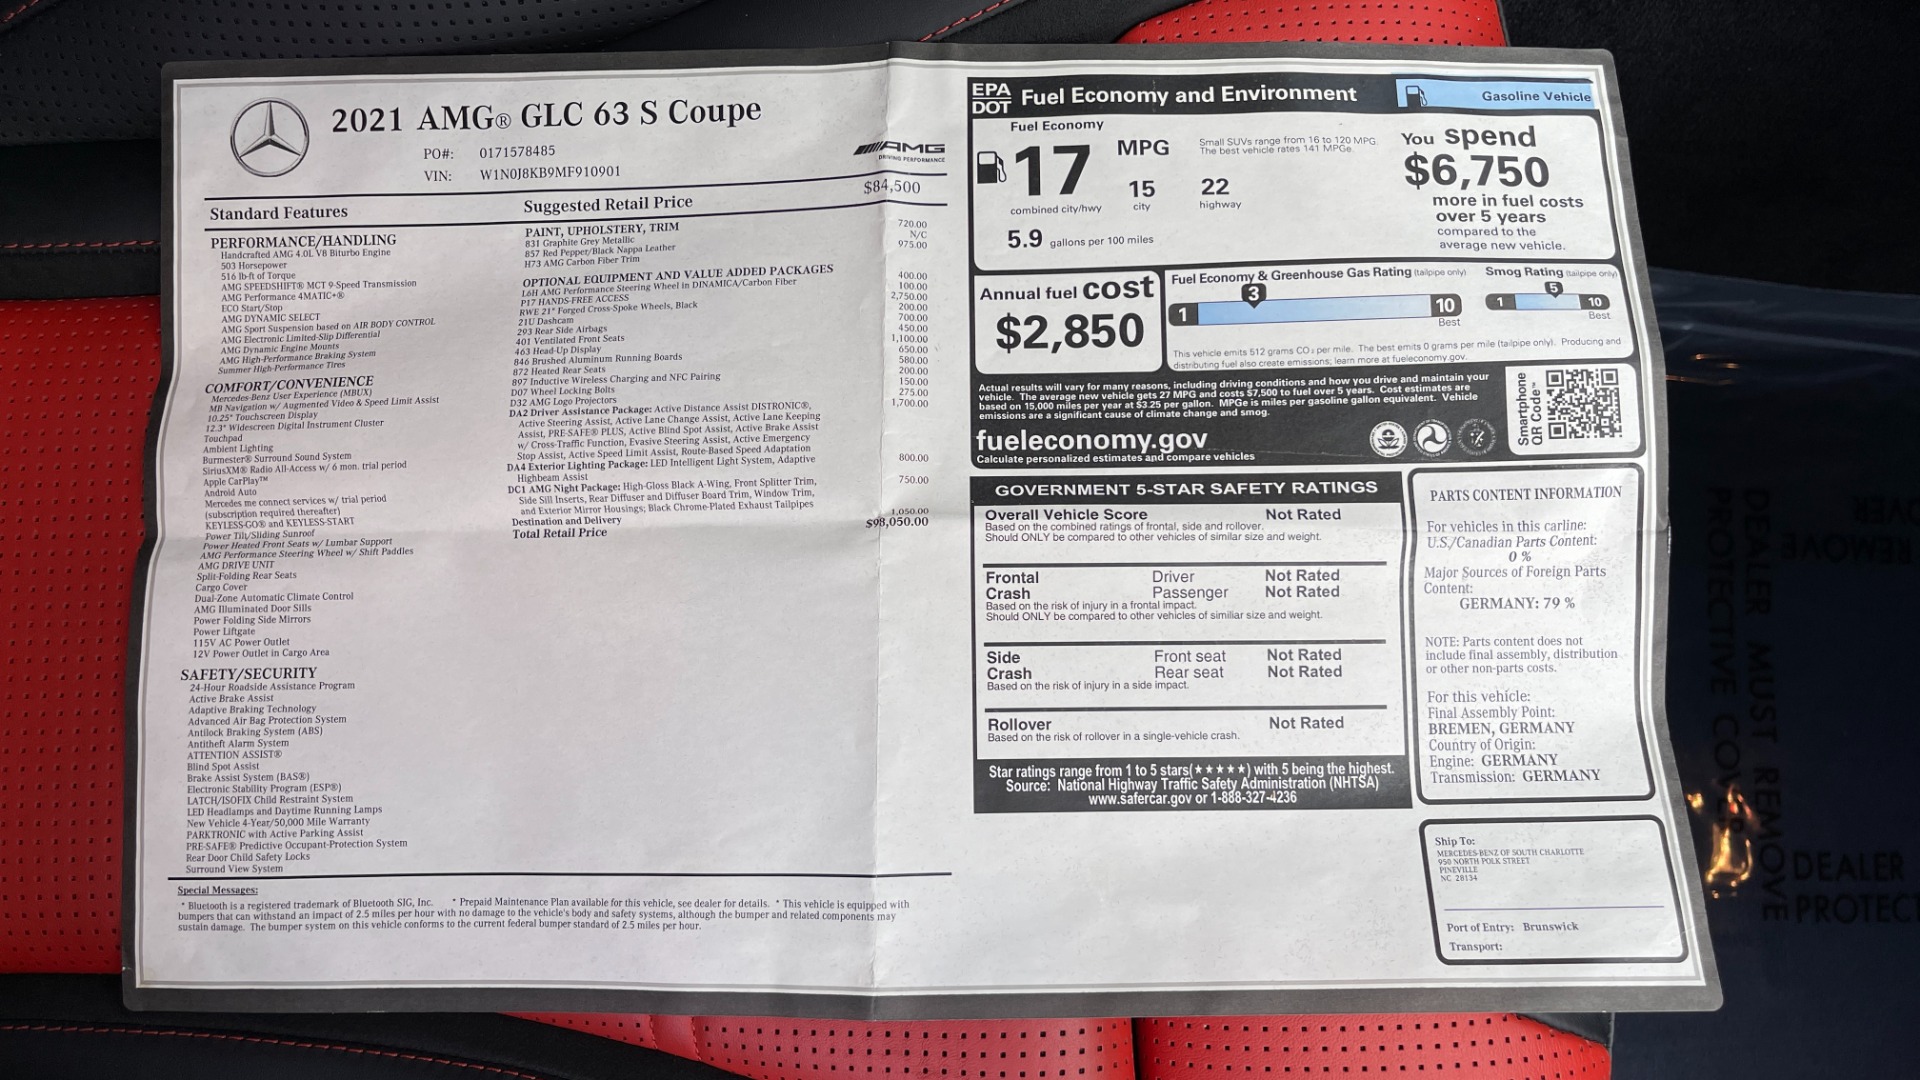 2021 AMG® GLC 63 S Coupe
PO#: 0171578485
VIN: W1N0J8KB9MF910901
AMG
DRIVING PERFORMANCE
Standard Features
PERFORMANCE/HANDLING
Handcrafted AMG 4.0L V8 Biturbo Engine
503 Horsepower
516 lb-ft of Torque
AMG SPEEDSHIFT® MCT 9-Speed Transmission
AMG Performance 4MATIC+®
ECO Start/Stop
AMG DYNAMIC SELECT
AMG Sport Suspension based on AIR BODY CONTROL
AMG Electronic Limited-Slip Differential
AMG Dynamic Engine Mounts
AMG High-Performance Braking System
Summer High-Performance Tires
COMFORT/CONVENIENCE
Mercedes-Benz User Experience (MBUX)
MB Navigation w/ Augmented Video & Speed Limit Assist
10.25" Touchscreen Display
12.3" Widescreen Digital Instrument Cluster
Touchpad
Ambient Lighting
Burmester® Surround Sound System
SiriusXM® Radio All-Access w/ 6 mon. trial period
Apple CarPlay™
Android Auto
Mercedes me connect services w/ trial period
(subscription required thereafter)
KEYLESS-GO® and KEYLESS-START
Power Tilt/Sliding Sunroof
Power Heated Front Seats w/ Lumbar Support
AMG Performance Steering Wheel w/ Shift Paddles
AMG DRIVE UNIT
Split-Folding Rear Seats
Cargo Cover
Dual-Zone Automatic Climate Control
AMG Illuminated Door Sills
Power Folding Side Mirrors
Power Liftgate
115V AC Power Outlet
12V Power Outlet in Cargo Area
SAFETY/SECURITY
24-Hour Roadside Assistance Program
Active Brake Assist
Adaptive Braking Technology
Advanced Air Bag Protection System
Antilock Braking System (ABS)
Antitheft Alarm System
ATTENTION ASSIST®
Blind Spot Assist
Brake Assist System (BAS®)
Electronic Stability Program (ESP®)
LATCH/ISOFIX Child Restraint System
LED Headlamps and Daytime Running Lamps
New Vehicle 4-Year/50,000 Mile Warranty
PARKTRONIC with Active Parking Assist
PRE-SAFE® Predictive Occupant-Protection System
Rear Door Child Safety Locks
Surround View System
Suggested Retail Price $84,500
PAINT, UPHOLSTERY, TRIM
831 Graphite Grey Metallic 720.00
857 Red Pepper/Black Nappa Leather N/C
H73 AMG Carbon Fiber Trim 975.00
OPTIONAL EQUIPMENT AND VALUE ADDED PACKAGES
L6H AMG Performance Steering Wheel in DINAMICA/Carbon Fiber 400.00
P17 HANDS-FREE ACCESS 100.00
RWE 21" Forged Cross-Spoke Wheels, Black 2,750.00
21U Dashcam 200.00
293 Rear Side Airbags 700.00
401 Ventilated Front Seats 450.00
463 Head-Up Display 1,100.00
846 Brushed Aluminum Running Boards 650.00
872 Heated Rear Seats 580.00
897 Inductive Wireless Charging and NFC Pairing 200.00
D07 Wheel Locking Bolts 150.00
D32 AMG Logo Projectors 275.00
DA2 Driver Assistance Package: Active Distance Assist DISTRONIC®, 1,700.00
Active Steering Assist, Active Lane Change Assist, Active Lane Keeping
Assist, PRE-SAFE® PLUS, Active Blind Spot Assist, Active Brake Assist
w/ Cross-Traffic Function, Evasive Steering Assist, Active Emergency
Stop Assist, Active Speed Limit Assist, Route-Based Speed Adaptation
DA4 Exterior Lighting Package: LED Intelligent Light System, Adaptive 800.00
Highbeam Assist
DC1 AMG Night Package: High-Gloss Black A-Wing, Front Splitter Trim, 750.00
Side Sill Inserts, Rear Diffuser and Diffuser Board Trim, Window Trim,
and Exterior Mirror Housings; Black Chrome-Plated Exhaust Tailpipes
Destination and Delivery 1,050.00
Total Retail Price $98,050.00
Special Messages:
* Bluetooth is a registered trademark of Bluetooth SIG, Inc. * Prepaid Maintenance Plan available for this vehicle, see dealer for details. * This vehicle is equipped with
bumpers that can withstand an impact of 2.5 miles per hour with no damage to the vehicle's body and safety systems, although the bumper and related components may
sustain damage. The bumper system on this vehicle conforms to the current federal bumper standard of 2.5 miles per hour.
EPA
DOT Fuel Economy and Environment
Gasoline Vehicle
Fuel Economy
17 MPG
combined city/hwy
15
city
22
highway
Small SUVs range from 16 to 120 MPG.
The best vehicle rates 141 MPGe.
5.9 gallons per 100 miles
You spend
$6,750
more in fuel costs
over 5 years
compared to the
average new vehicle.
Annual fuel cost
$2,850
Fuel Economy & Greenhouse Gas Rating (tailpipe only)
3
1 10
Best
Smog Rating (tailpipe only)
5
1 10
Best
This vehicle emits 512 grams CO2 per mile. The best emits 0 grams per mile (tailpipe only). Producing and
distributing fuel also create emissions; learn more at fueleconomy.gov.
Actual results will vary for many reasons, including driving conditions and how you drive and maintain your
vehicle. The average new vehicle gets 27 MPG and costs $7,500 to fuel over 5 years. Cost estimates are
based on 15,000 miles per year at $3.25 per gallon. MPGe is miles per gasoline gallon equivalent. Vehicle
emissions are a significant cause of climate change and smog.
fueleconomy.gov
Calculate personalized estimates and compare vehicles
Smartphone
QR Code™
GOVERNMENT 5-STAR SAFETY RATINGS
Overall Vehicle Score Not Rated
Based on the combined ratings of frontal, side and rollover.
Should ONLY be compared to other vehicles of similar size and weight.
Frontal Driver Not Rated
Crash Passenger Not Rated
Based on the risk of injury in a frontal impact.
Should ONLY be compared to other vehicles of similiar size and weight.
Side Front seat Not Rated
Crash Rear seat Not Rated
Based on the risk of injury in a side impact.
Rollover Not Rated
Based on the risk of rollover in a single-vehicle crash.
Star ratings range from 1 to 5 stars(★★★★★) with 5 being the highest.
Source: National Highway Traffic Safety Administration (NHTSA)
www.safercar.gov or 1-888-327-4236
PARTS CONTENT INFORMATION
For vehicles in this carline:
U.S./Canadian Parts Content:
0 %
Major Sources of Foreign Parts
Content:
GERMANY: 79 %
NOTE: Parts content does not
include final assembly, distribution
or other non-parts costs.
For this vehicle:
Final Assembly Point:
BREMEN, GERMANY
Country of Origin:
Engine: GERMANY
Transmission: GERMANY
Ship To:
MERCEDES-BENZ OF SOUTH CHARLOTTE
950 NORTH POLK STREET
PINEVILLE
NC 28134
Port of Entry: Brunswick
Transport:
DEALER MUST REMOVE
PROTECTIVE COVER
DEALER
PROTECT
REMOVE
OVER